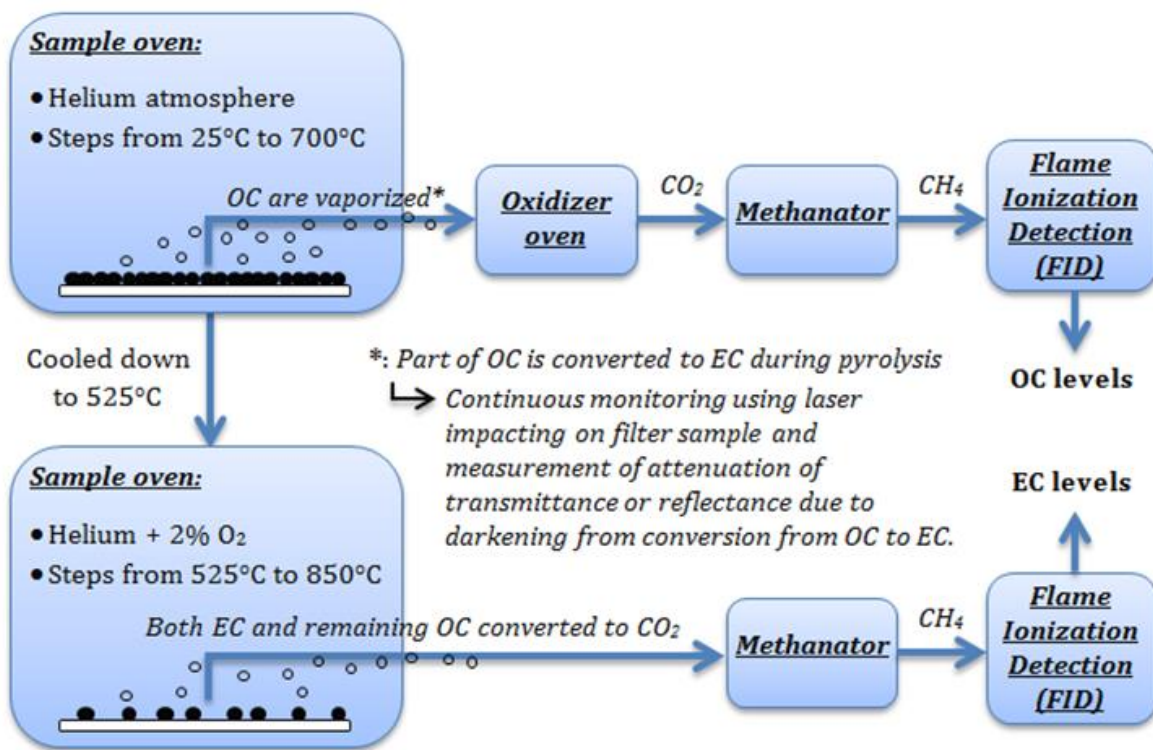 Sample oven:
• Helium atmosphere
• Steps from 25°C to 700°C
OC are vaporized*
Oxidizer
oven
CO₂
Methanator
CH₄
Flame
Ionization
Detection
(FID)
OC levels
Cooled down
to 525°C
*: Part of OC is converted to EC during pyrolysis
Continuous monitoring using laser
impacting on filter sample and
measurement of attenuation of
transmittance or reflectance due to
darkening from conversion from OC to EC.
Sample oven:
• Helium + 2% O₂
• Steps from 525°C to 850°C
Both EC and remaining OC converted to CO₂
Methanator
CH₄
Flame
Ionization
Detection
(FID)
EC levels